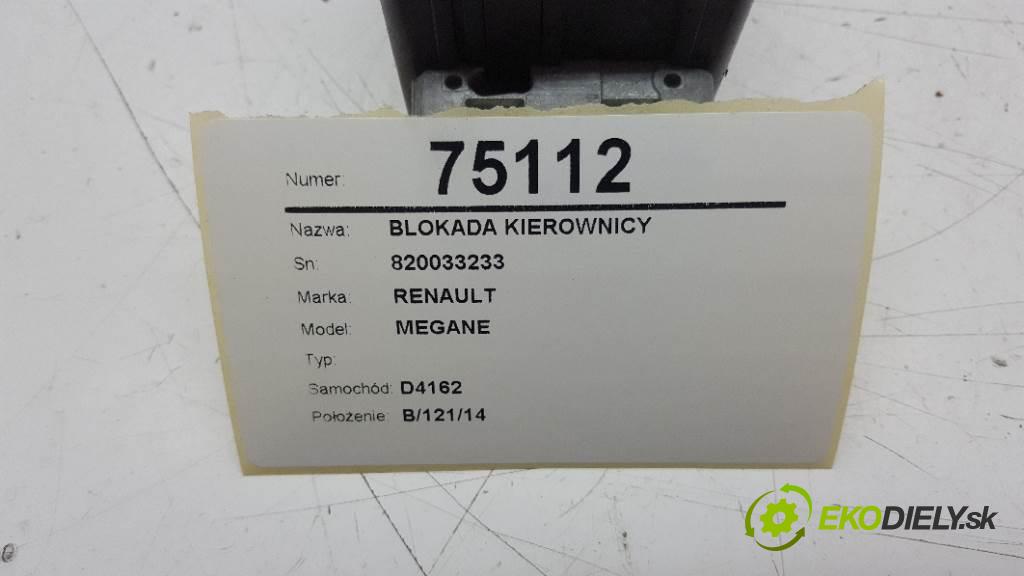 Numer: 75112
Nazwa: BLOKADA KIEROWNICY
Sn: 820033233
Marka: RENAULT
Model: MEGANE
Typ:
Samochód: D4162
Położenie: B/121/14
EKODIELY.sk